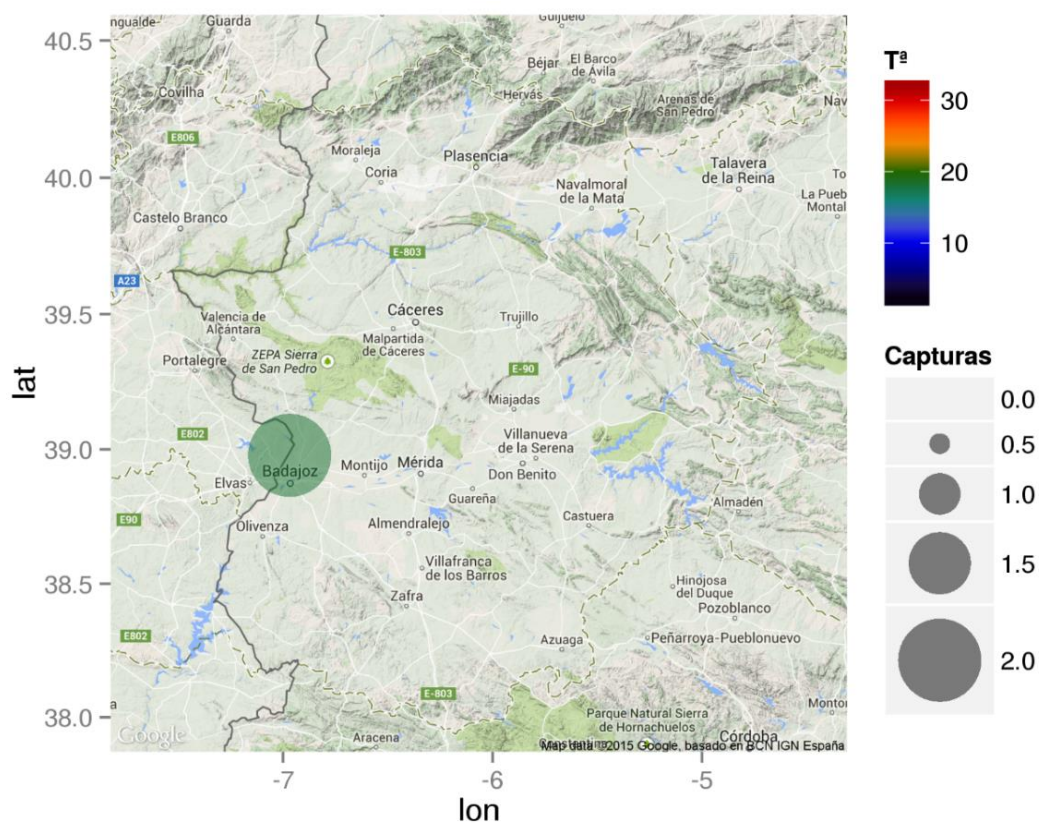 lat
40.5
40.0
39.5
39.0
38.5
38.0
-7
-6
-5
lon
Guarda
Guijuelo
Béjar
El Barco
de Ávila
Covilha
Hervás
Arenas de
San Pedro
E806
Moraleja
Coria
Plasencia
Navalmoral
de la Mata
Talavera
de la Reina
Castelo Branco
E-803
A23
Valencia de
Alcántara
Cáceres
Trujillo
Malpartida
de Cáceres
Portalegre
ZEPA Sierra
de San Pedro
E-90
Miajadas
E802
Villanueva
de la Serena
Badajoz
Montijo
Mérida
Don Benito
Elvas
Guareña
Almadén
E90
Olivenza
Almendralejo
Castuera
Villafranca
de los Barros
Hinojosa
del Duque
Zafra
Pozoblanco
E802
Azuaga
Peñarroya-Pueblonuevo
E-803
Parque Natural Sierra
de Hornachuelos
Córdoba
Aracena
Google
Map data ©2015 Google, basado en BCN IGN España
Tª
30
20
10
Capturas
0.0
0.5
1.0
1.5
2.0